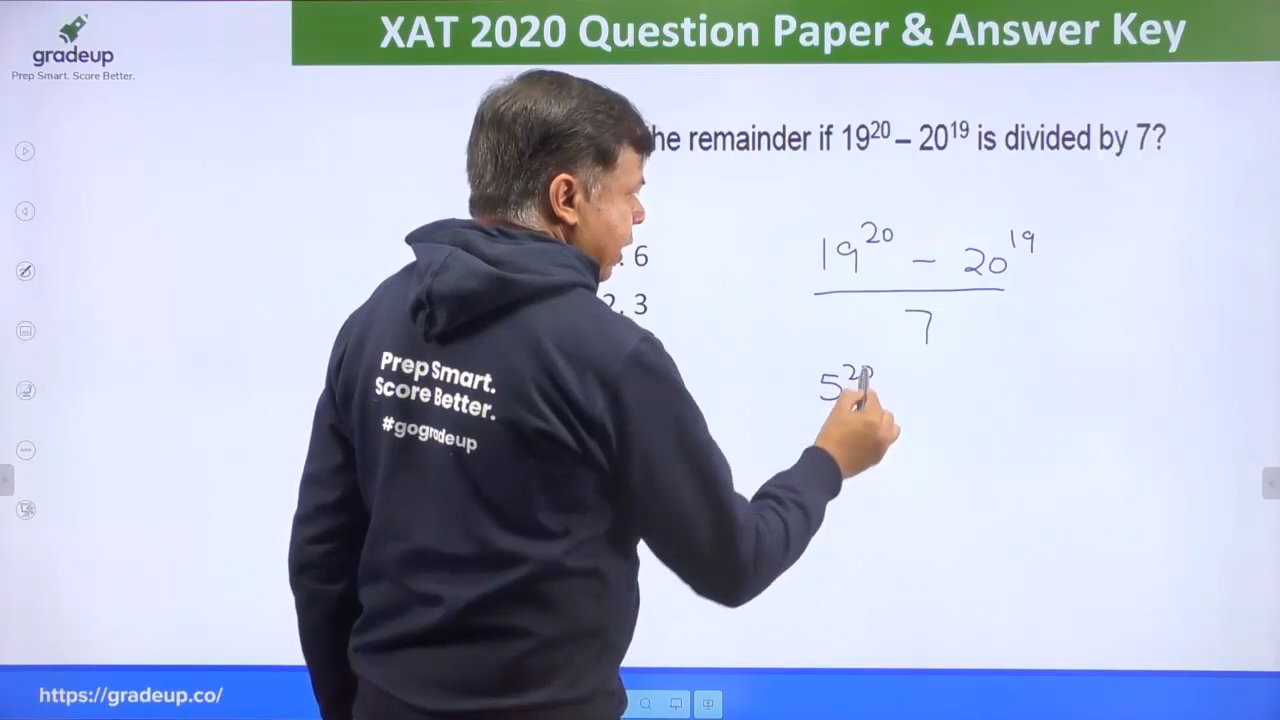 gradeup
Prep Smart. Score Better.
XAT 2020 Question Paper & Answer Key
he remainder if 19²⁰ – 20¹⁹ is divided by 7?
. 6
2. 3
19²⁰ – 20¹⁹
7
5²⁰
Prep Smart.
Score Better.
#gogradeup
https://gradeup.co/